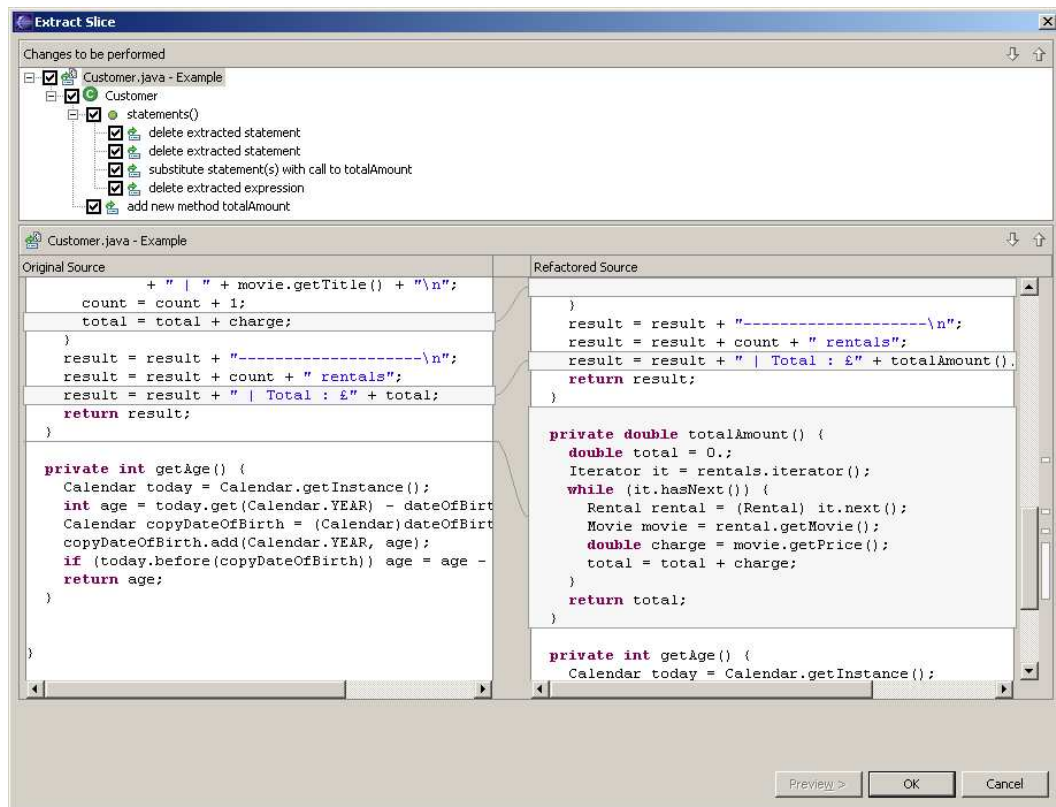 Extract Slice
Changes to be performed
Customer.java - Example
Customer
statements()
delete extracted statement
delete extracted statement
substitute statement(s) with call to totalAmount
delete extracted expression
add new method totalAmount
Customer.java - Example
Original Source
+ " | " + movie.getTitle() + "\n";
count = count + 1;
total = total + charge;
}
result = result + "--------------------\n";
result = result + count + " rentals";
result = result + " | Total : £" + total;
return result;
}
private int getAge() {
Calendar today = Calendar.getInstance();
int age = today.get(Calendar.YEAR) - dateOfBirt
Calendar copyDateOfBirth = (Calendar)dateOfBirt
copyDateOfBirth.add(Calendar.YEAR, age);
if (today.before(copyDateOfBirth)) age = age -
return age;
}
}
Refactored Source
}
result = result + "--------------------\n";
result = result + count + " rentals";
result = result + " | Total : £" + totalAmount().
return result;
}
private double totalAmount() {
double total = 0.;
Iterator it = rentals.iterator();
while (it.hasNext()) {
Rental rental = (Rental) it.next();
Movie movie = rental.getMovie();
double charge = movie.getPrice();
total = total + charge;
}
return total;
}
private int getAge() {
Calendar today = Calendar.getInstance();
Preview >
OK
Cancel